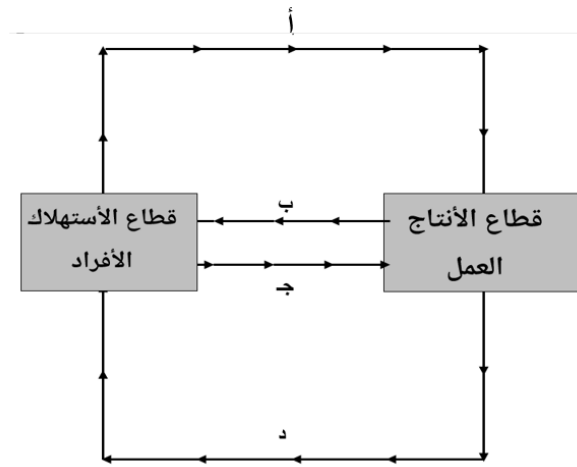 أ
قطاع الأستهلاك
الأفراد
قطاع الأنتاج
العمل
ب
جـ
د